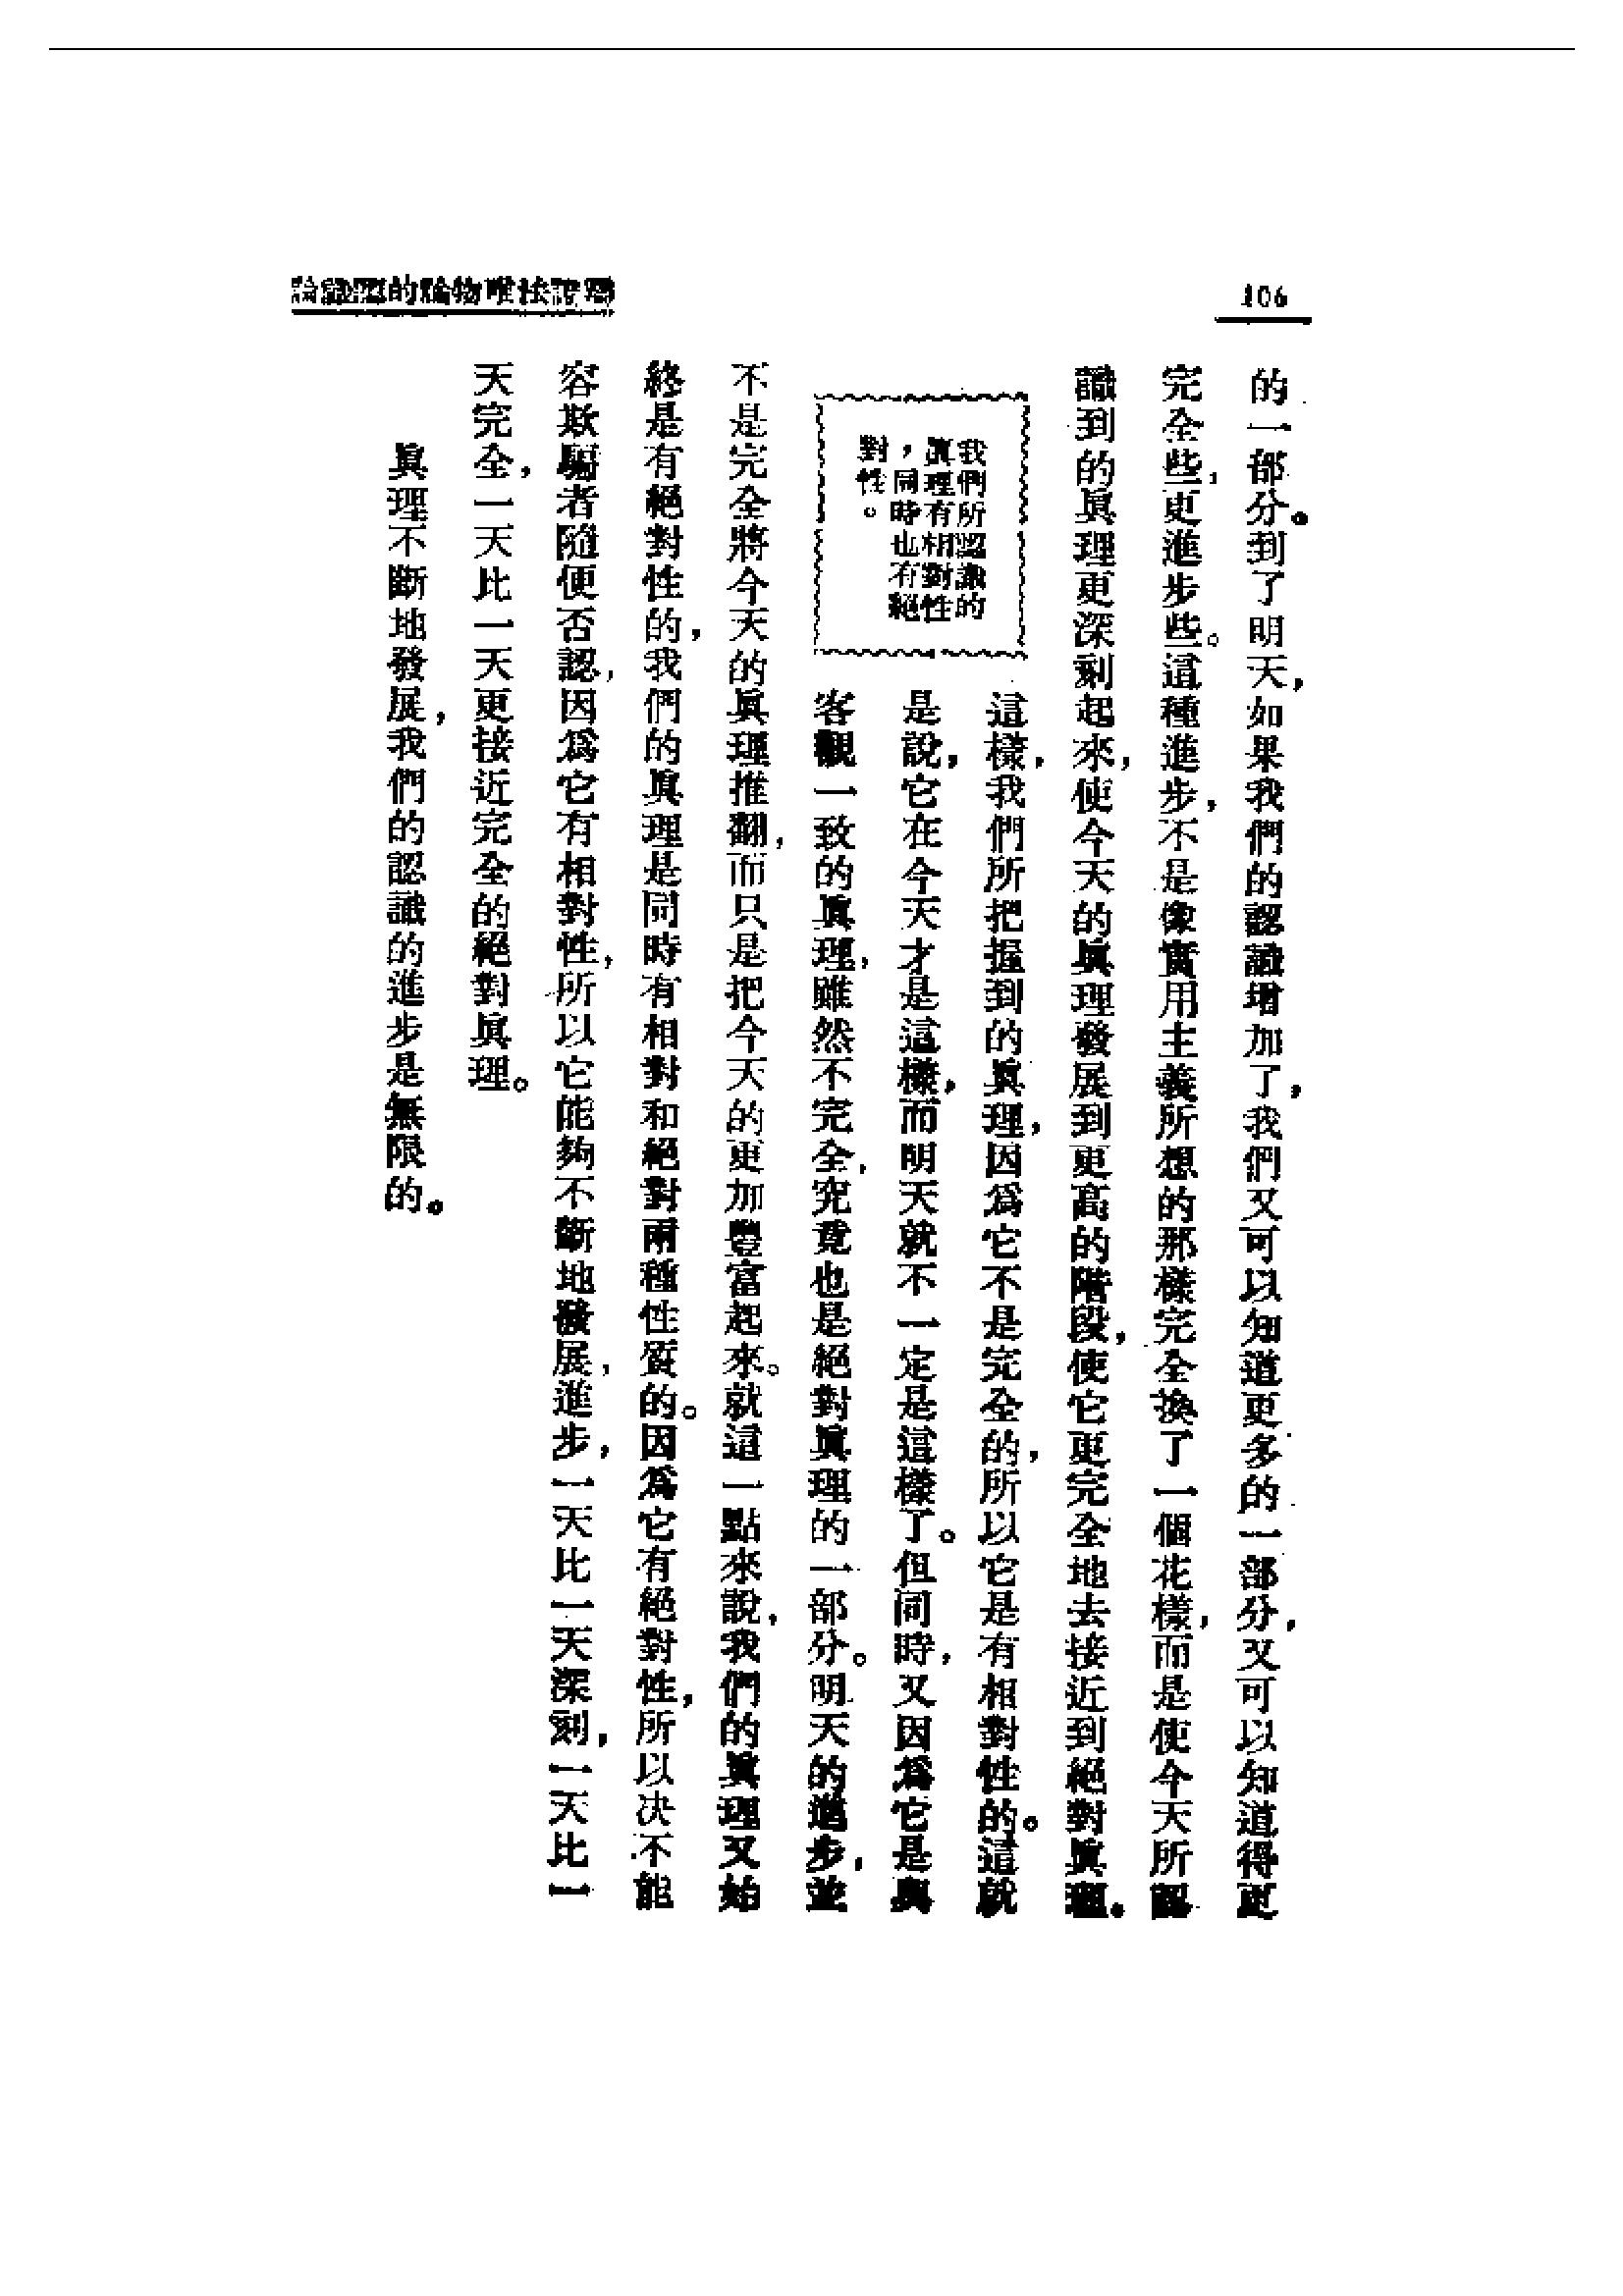 106
論識認的論物唯法證辯
的一部分。到了明天，如果我們的認識增加了，我們又可以知道更多的一部分，又可以知道得更
完全些，更進步些。這種進步，不是像實用主義所想的那樣完全換了一個花樣，而是使今天所認
識到的眞理更深刻起來，使今天的眞理發展到更高的階段，使它更完全地去接近到絕對眞理。
我們所認識的
眞理有相對性
，同時也有絕
對性。
這樣，我們所把握到的眞理，因爲它不是完全的，所以它是有相對性的。這就
是說，它在今天才是這樣，而明天就不一定是這樣了。但同時，又因爲它是與
客觀一致的眞理，雖然不完全，究竟也是絕對眞理的一部分。明天的進步，並
不是完全將今天的眞理推翻，而只是把今天的更加豐富起來。就這一點來說，我們的眞理又始
終是有絕對性的，我們的眞理是同時有相對和絕對兩種性質的。因爲它有絕對性，所以决不能
容欺騙者隨便否認，因爲它有相對性，所以它能夠不斷地發展，進步，一天比一天深刻，一天比一
天完全，一天比一天更接近完全的絕對眞理。
眞理不斷地發展，我們的認識的進步是無限的。